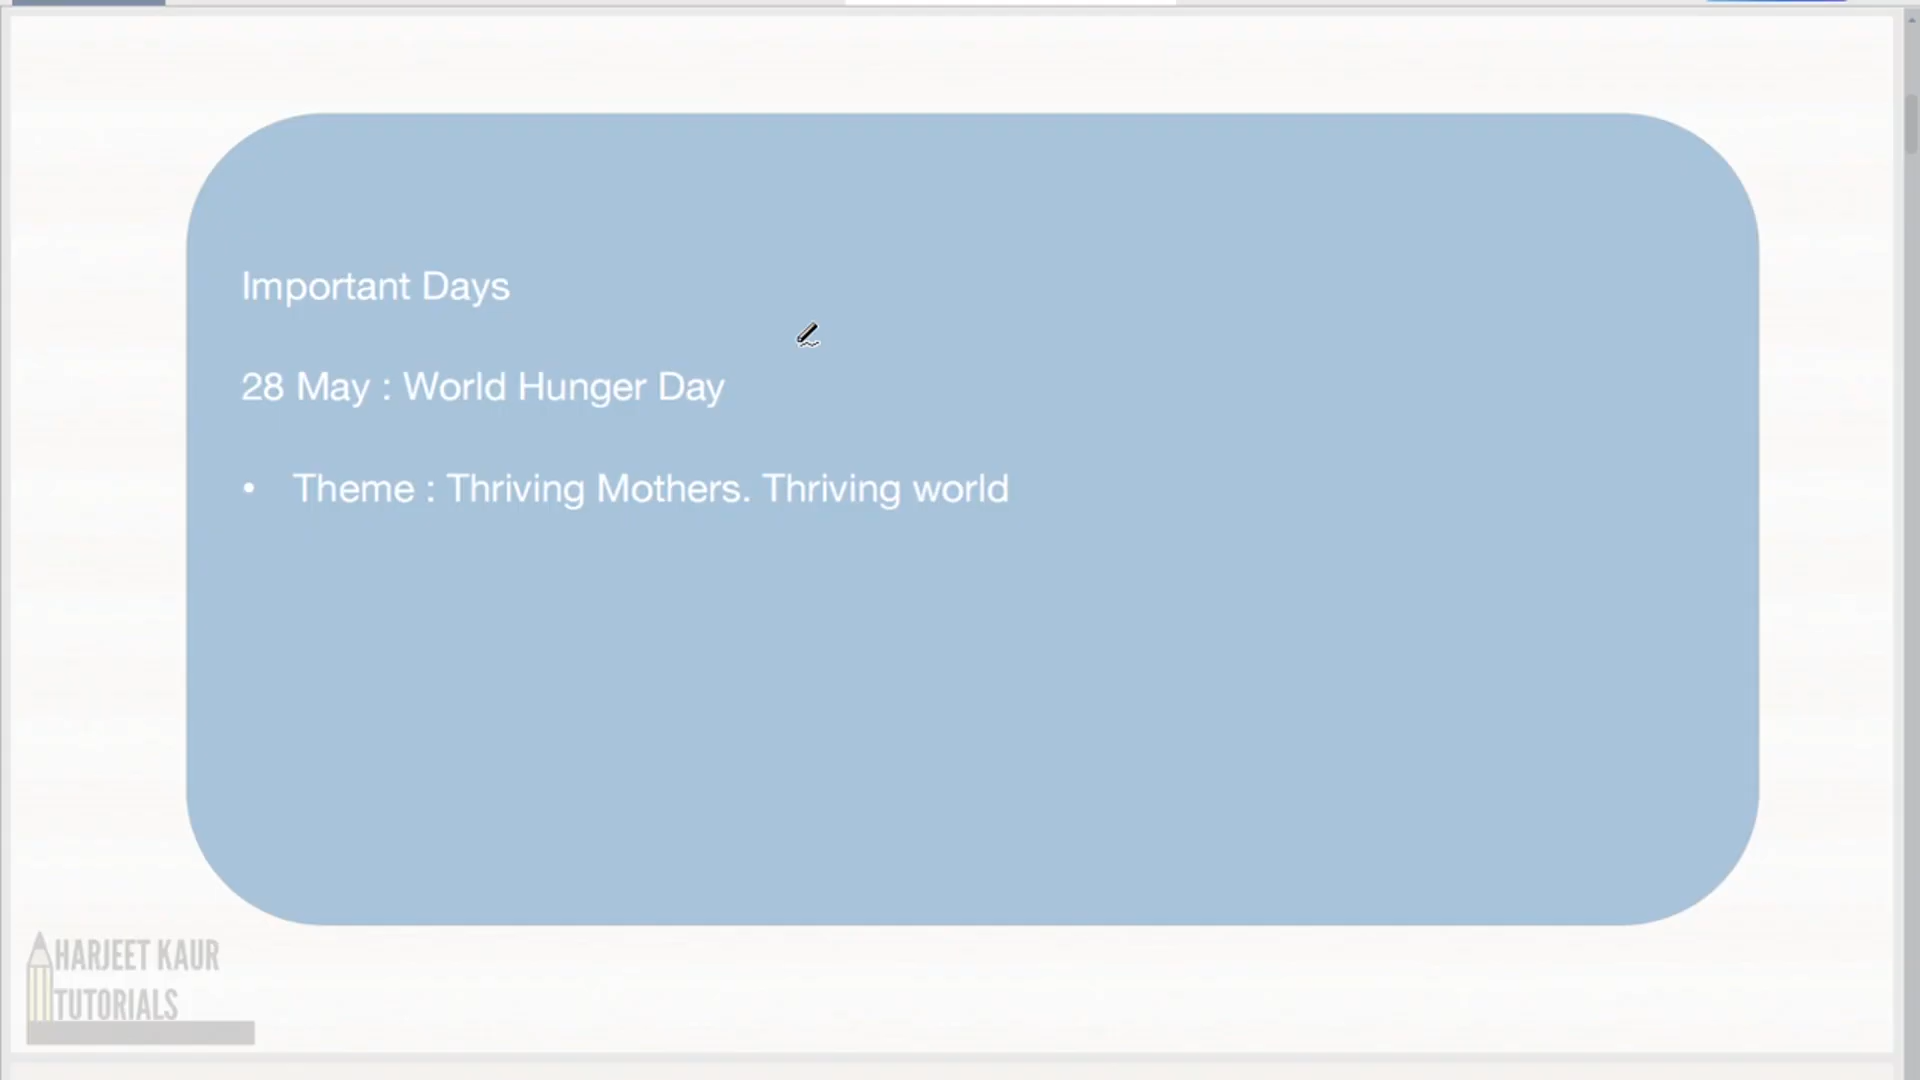 Important Days
28 May : World Hunger Day
• Theme : Thriving Mothers. Thriving world
HARJEET KAUR
TUTORIALS